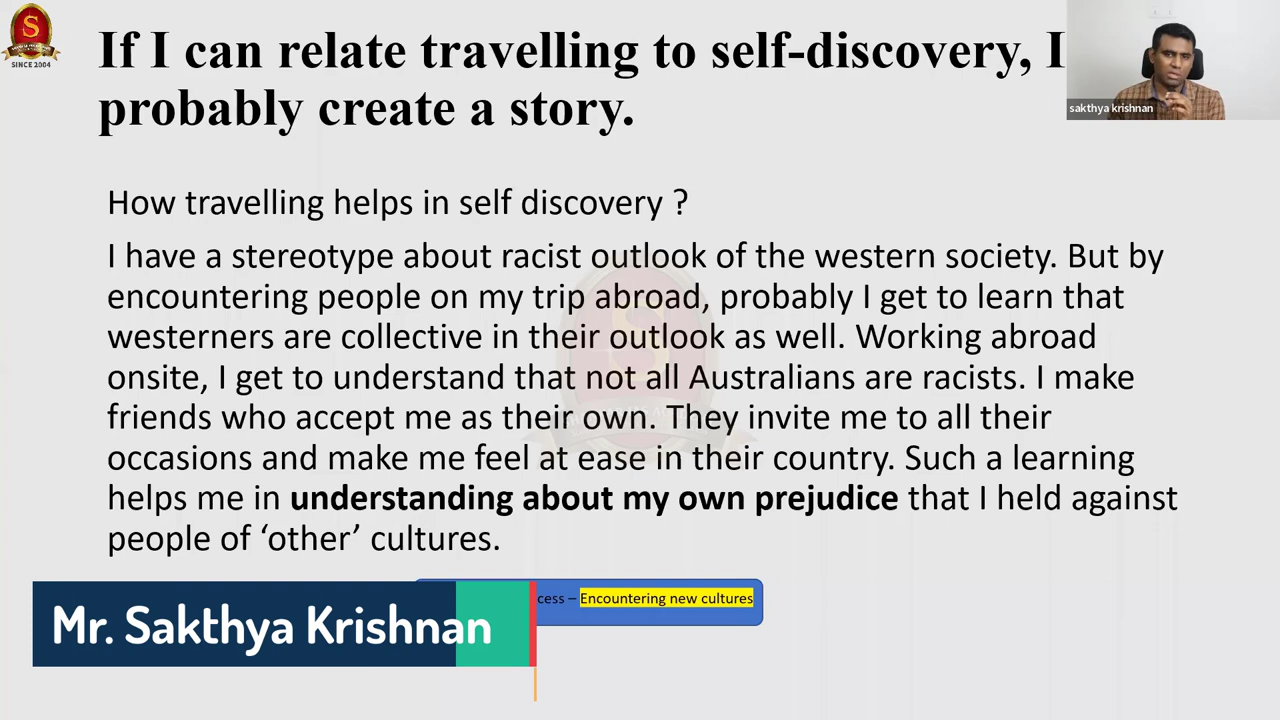 S
SINCE 2004
If I can relate travelling to self-discovery, I
probably create a story.
sakthya krishnan
How travelling helps in self discovery ?
I have a stereotype about racist outlook of the western society. But by
encountering people on my trip abroad, probably I get to learn that
westerners are collective in their outlook as well. Working abroad
onsite, I get to understand that not all Australians are racists. I make
friends who accept me as their own. They invite me to all their
occasions and make me feel at ease in their country. Such a learning
helps me in understanding about my own prejudice that I held against
people of ‘other’ cultures.
cess – Encountering new cultures
Mr. Sakthya Krishnan